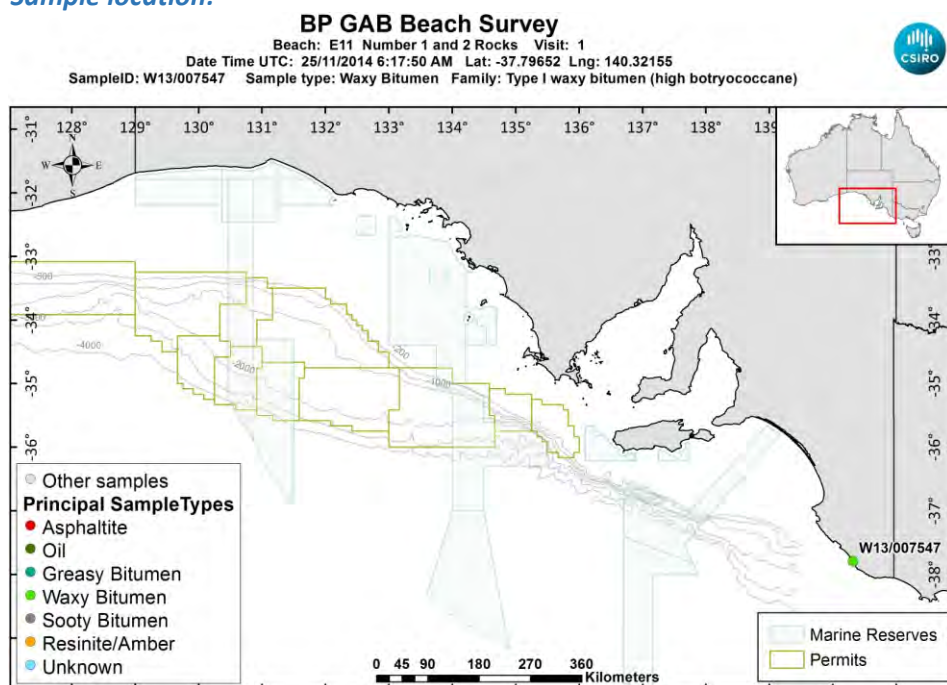 Sample location:
BP GAB Beach Survey
Beach: E11 Number 1 and 2 Rocks Visit: 1
Date Time UTC: 25/11/2014 6:17:50 AM Lat: -37.79652 Lng: 140.32155
SampleID: W13/007547 Sample type: Waxy Bitumen Family: Type I waxy bitumen (high botryococcane)
CSIRO
128° 129° 130° 131° 132° 133° 134° 135° 136° 137° 138° 139
-31°
-32°
-33°
-34°
-35°
-36°
-37°
-38°
N
W E
S
-4000
-2000
-200
-1000
-33°
-34°
-35°
-36°
-37°
-38°
W13/007547
Other samples
Principal SampleTypes
Asphaltite
Oil
Greasy Bitumen
Waxy Bitumen
Sooty Bitumen
Resinite/Amber
Unknown
0 45 90 180 270 360
Kilometers
Marine Reserves
Permits